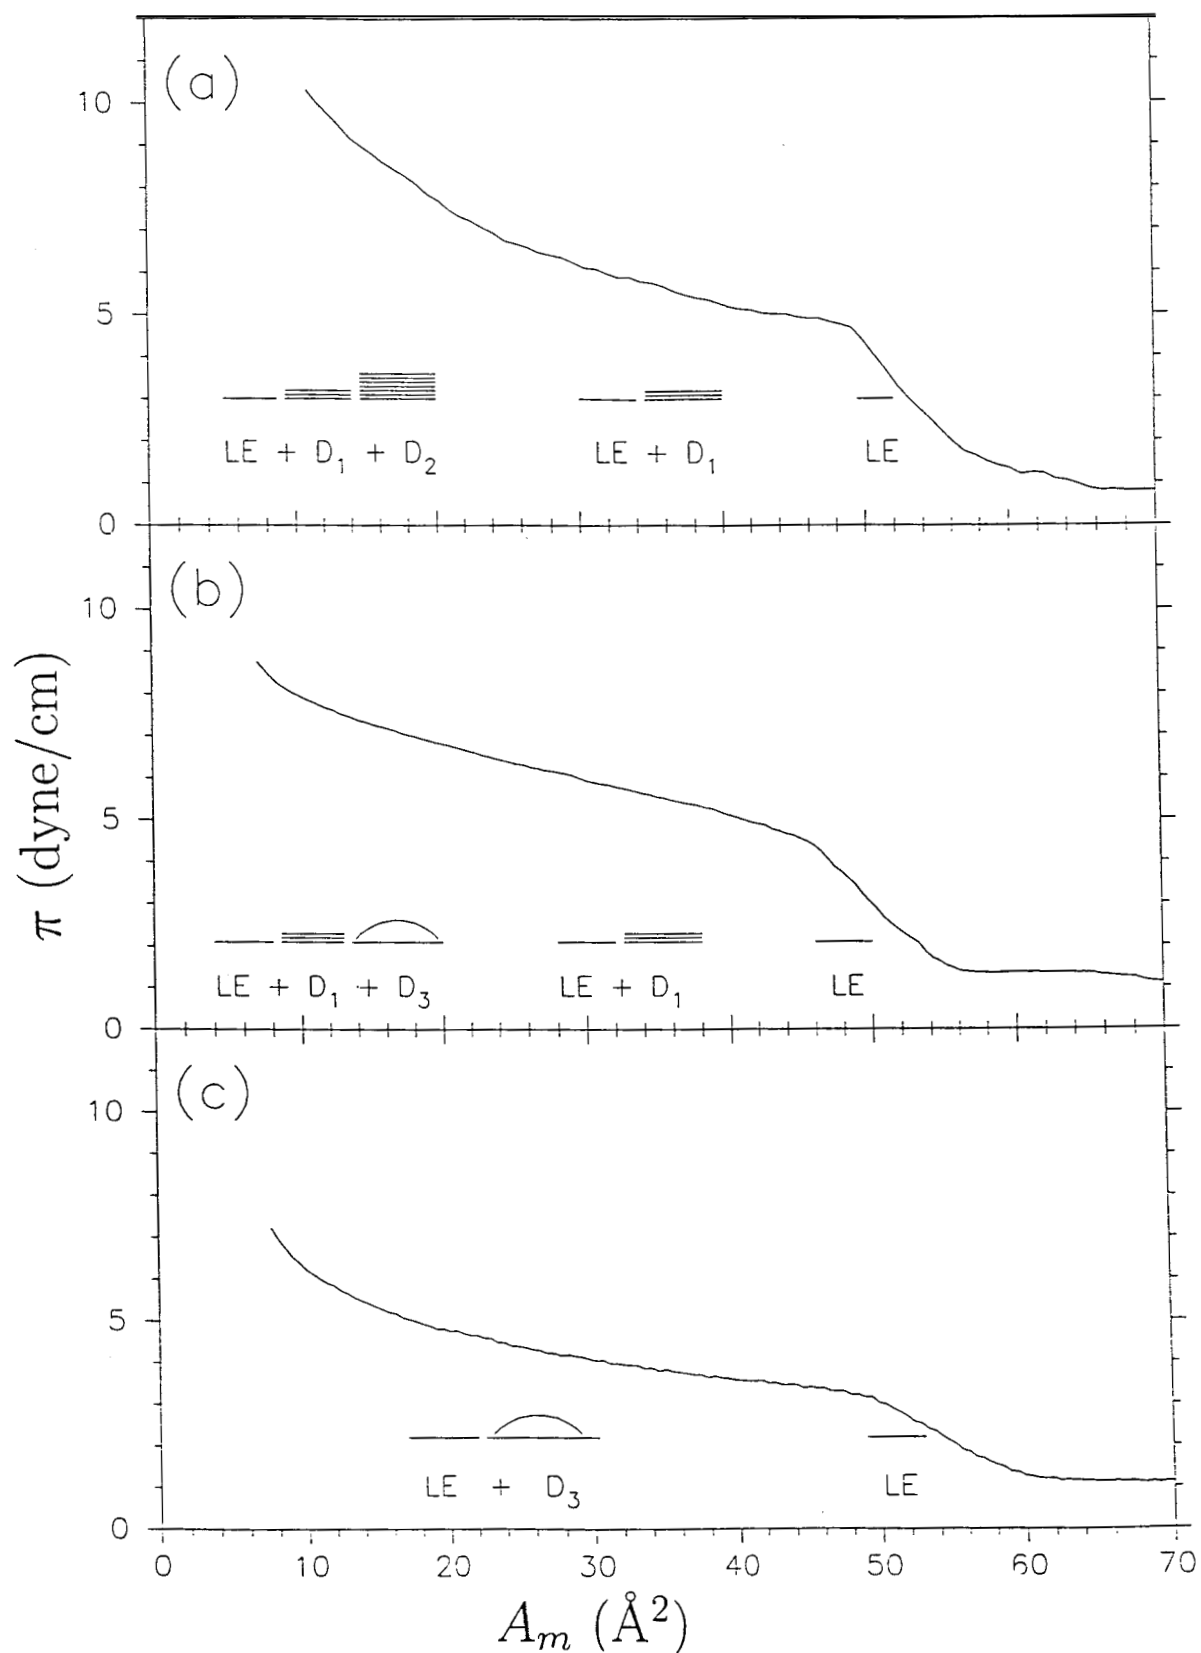 (a)
10
5
0
LE + D₁ + D₂
LE + D₁
LE
(b)
10
5
0
LE + D₁ + D₃
LE + D₁
LE
π (dyne/cm)
(c)
10
5
0
LE + D₃
LE
0 10 20 30 40 50 60 70
Aₘ (Å²)